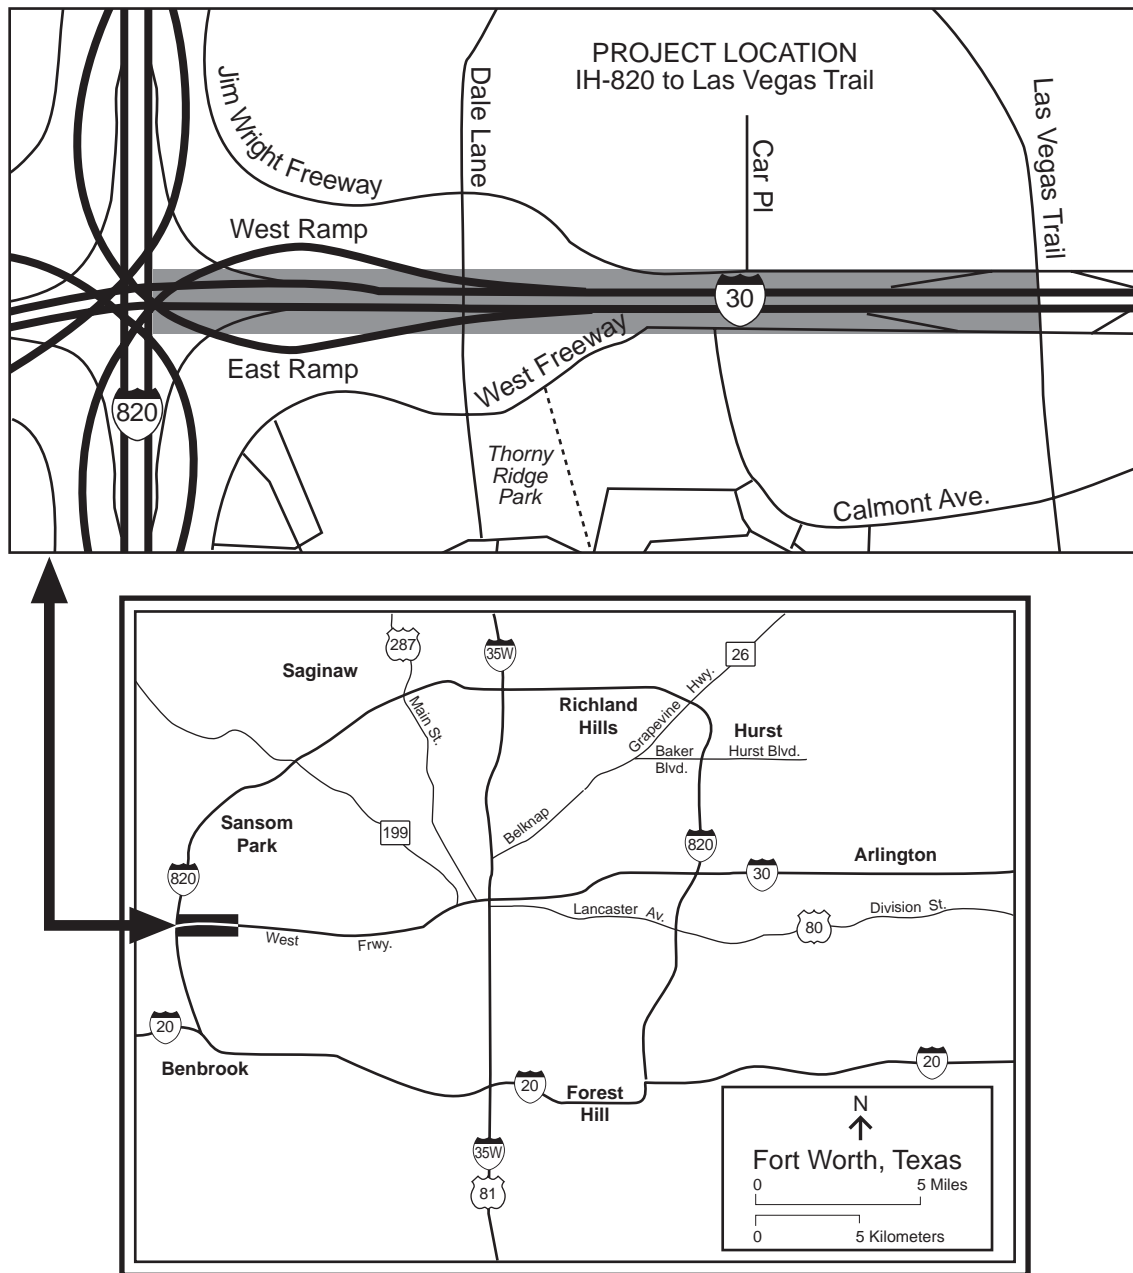 PROJECT LOCATION
IH-820 to Las Vegas Trail
Jim Wright Freeway
Dale Lane
Car Pl
Las Vegas Trail
West Ramp
30
East Ramp
West Freeway
820
Thorny
Ridge
Park
Calmont Ave.
287
35W
26
Saginaw
Main St.
Richland
Hills
Grapevine Hwy.
Hurst
Baker
Blvd.
Hurst Blvd.
Sansom
Park
199
Belknap
820
820
30
Arlington
West Frwy.
Lancaster Av.
80
Division St.
20
Benbrook
20
Forest
Hill
20
35W
81
N
Fort Worth, Texas
0 5 Miles
0 5 Kilometers